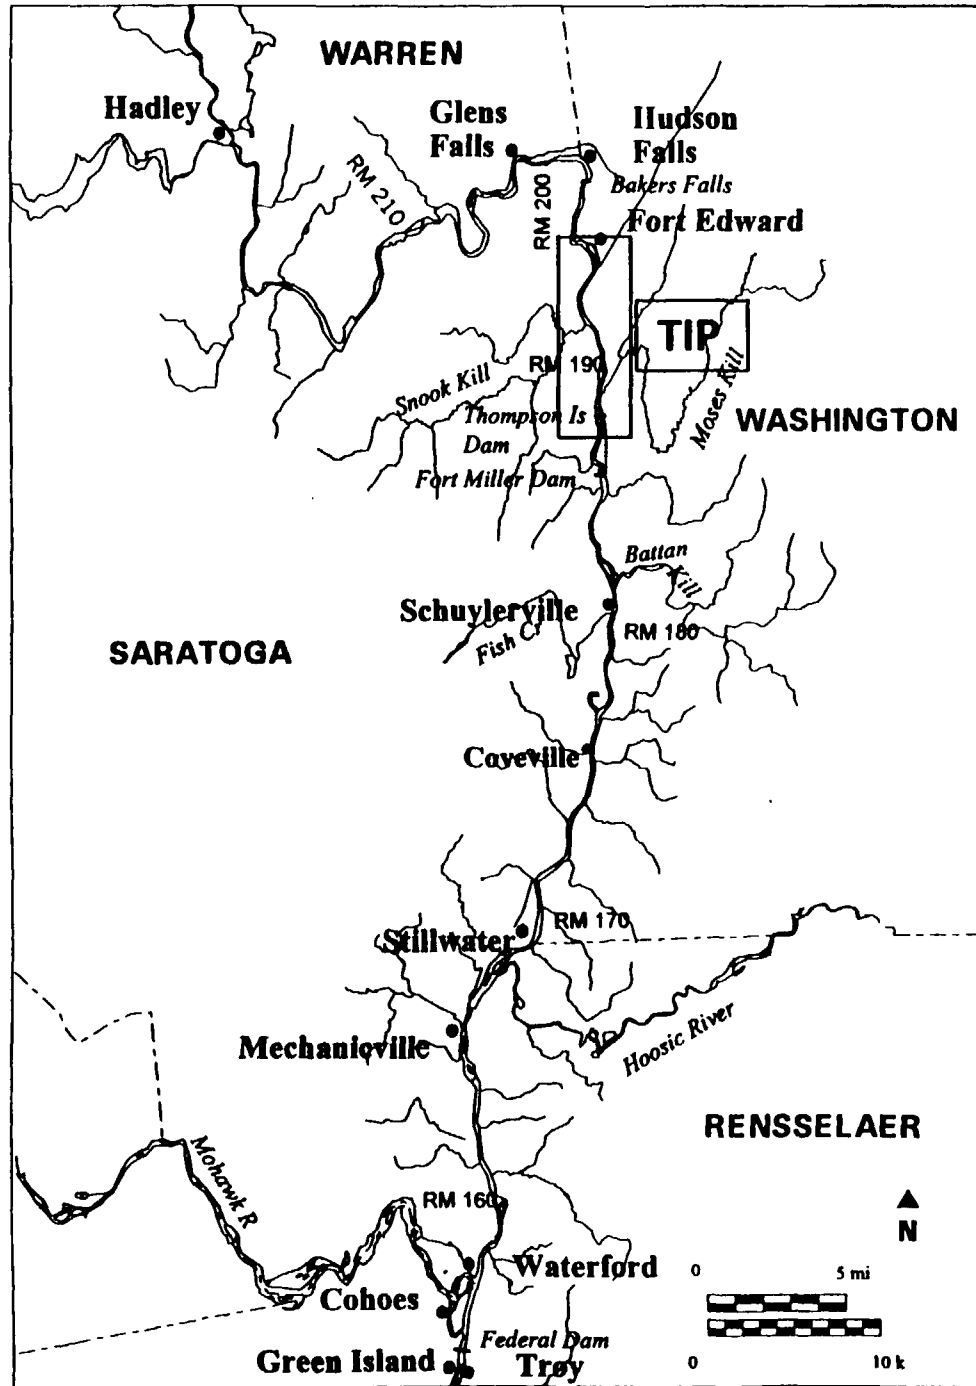 WARREN
Hadley
Glens
Falls
Hudson
Falls
Bakers Falls
RM 210
RM 200
Fort Edward
TIP
RM 190
Snook Kill
Moses Kill
Thompson Is
Dam
WASHINGTON
Fort Miller Dam
Battan
Kill
Schuylerville
RM 180
Fish Cr
SARATOGA
Coveville
RM 170
Stillwater
Hoosic River
Mechanicville
RENSSELAER
Mohawk R
RM 160
N
Waterford
0 5 mi
Cohoes
Federal Dam
Green Island
Troy
0 10 k